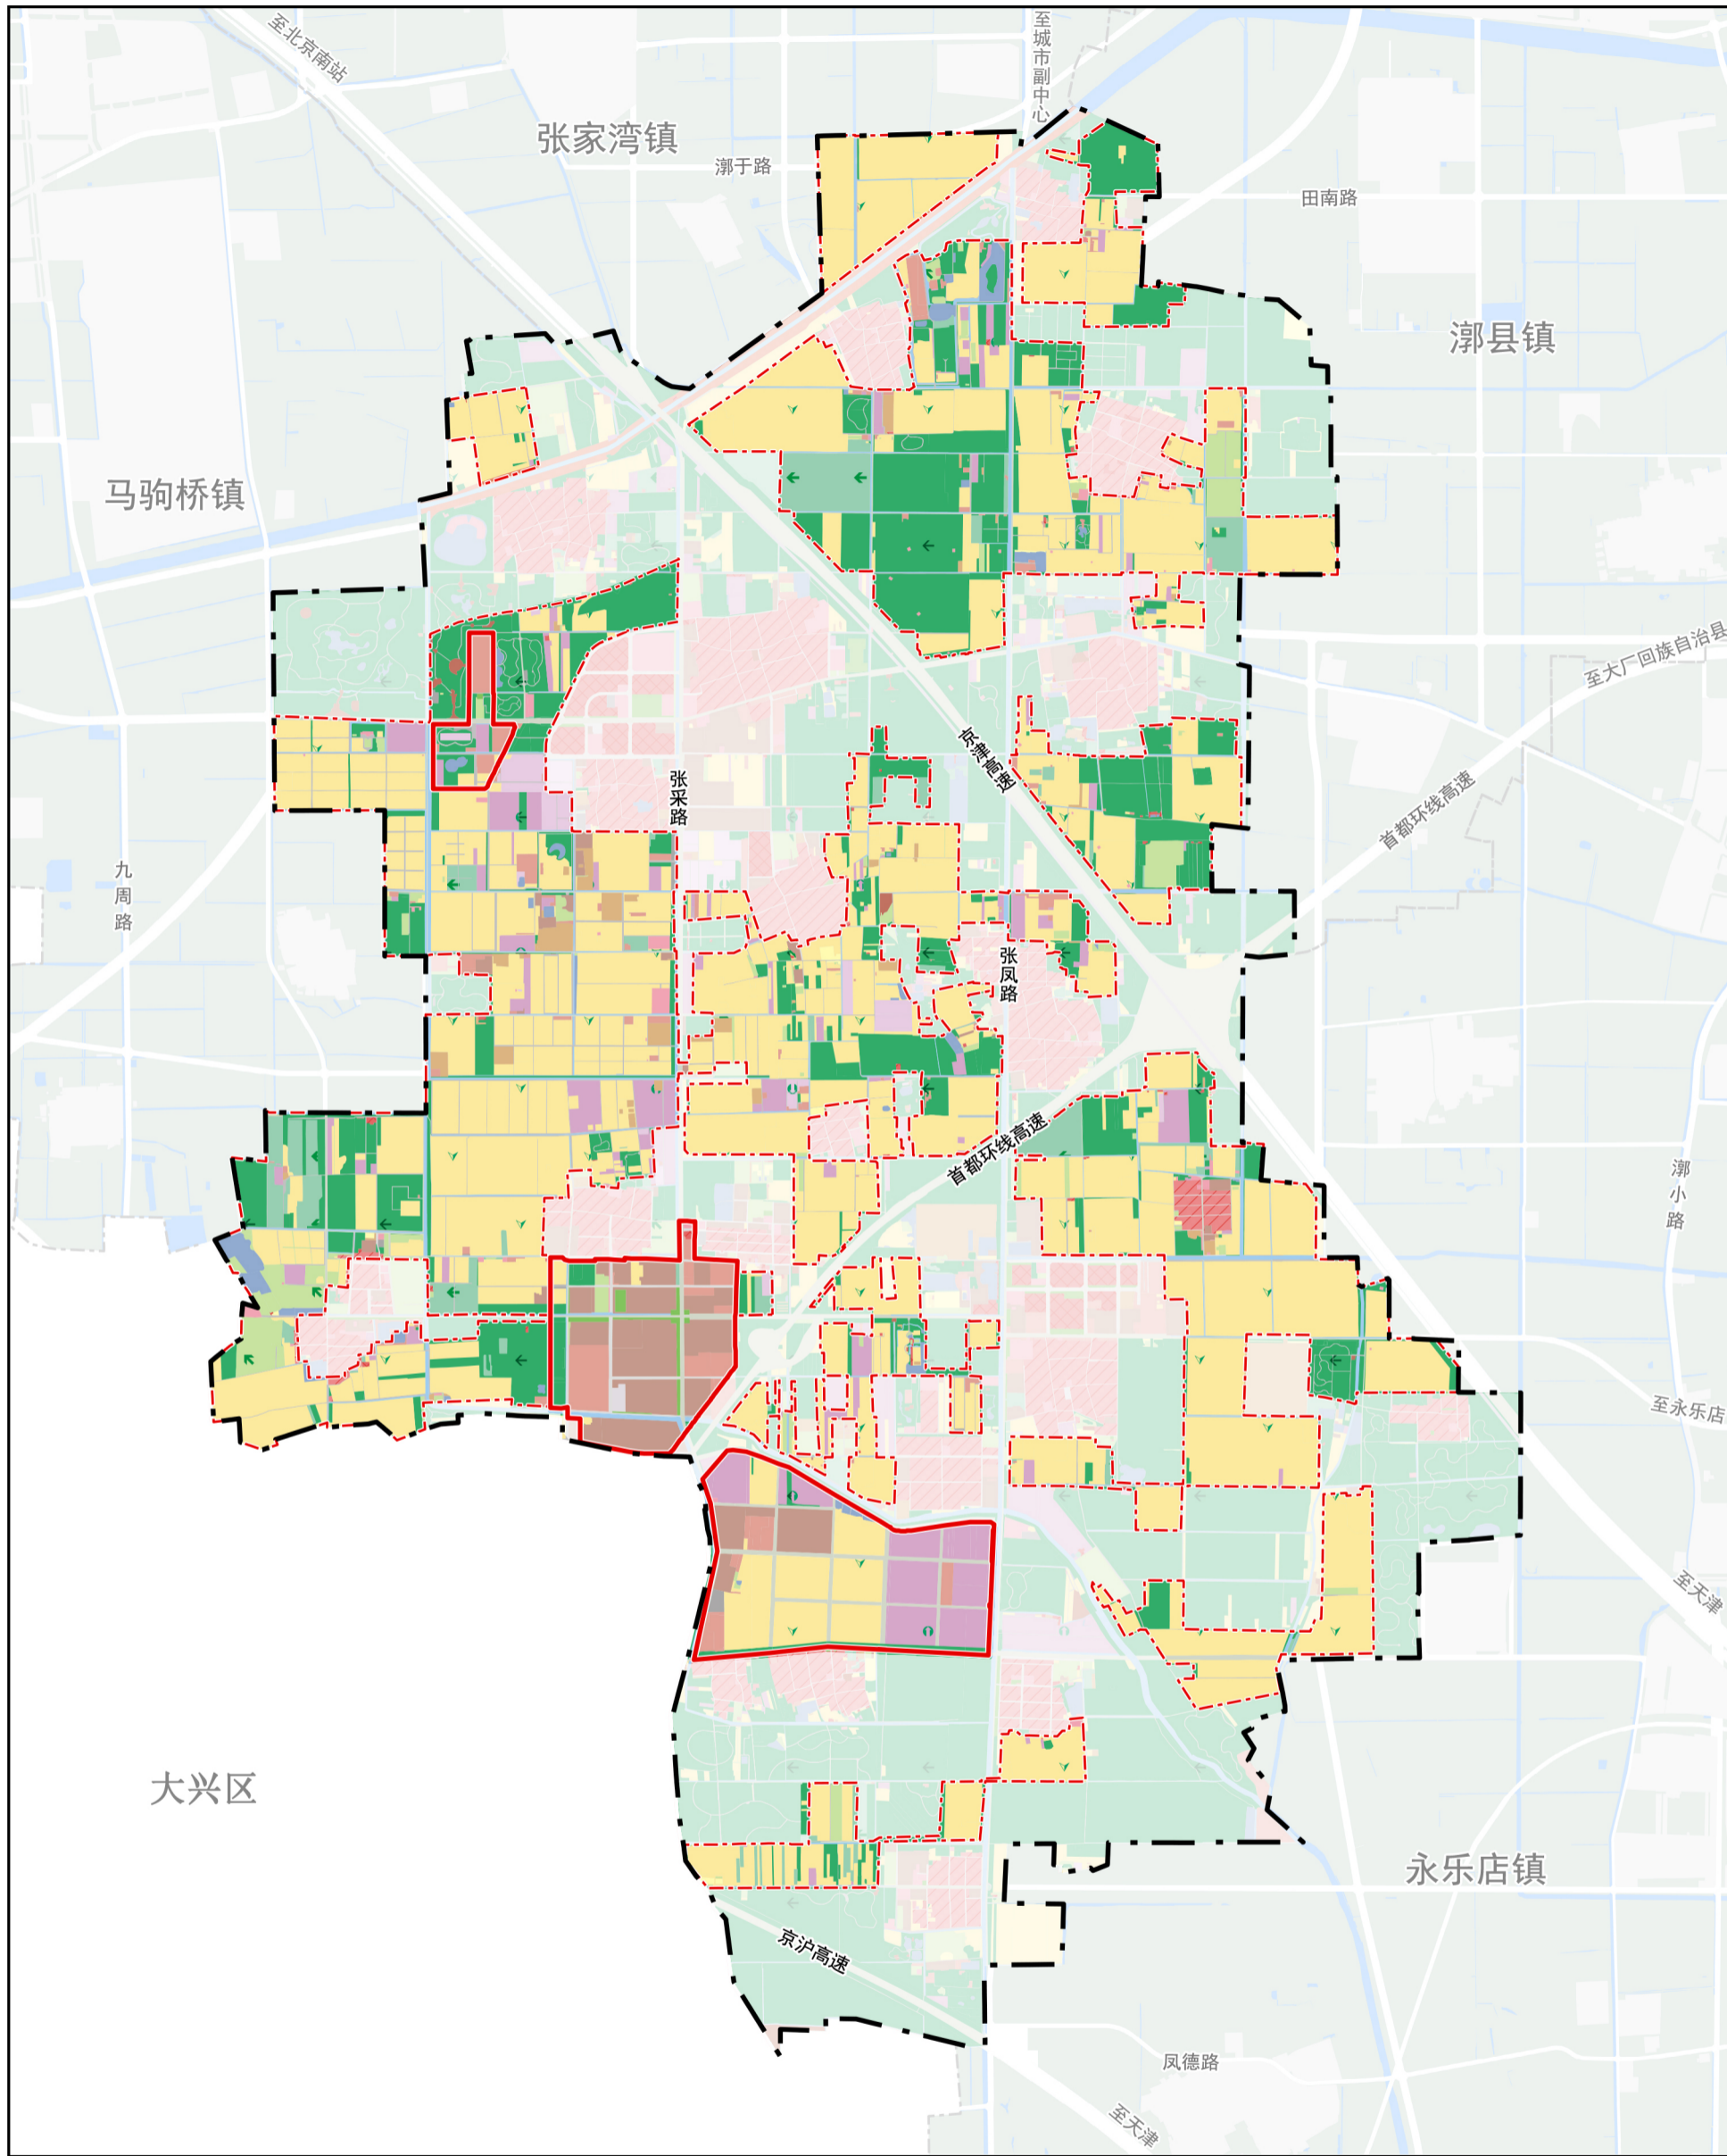 至北京南站
至城市副中心
张家湾镇
漷于路
田南路
漷县镇
马驹桥镇
至大厂回族自治县
京津高速
张采路
首都环线高速
九周路
张凤路
首都环线高速
漷小路
至永乐店
至天津
大兴区
永乐店镇
京沪高速
凤德路
至天津